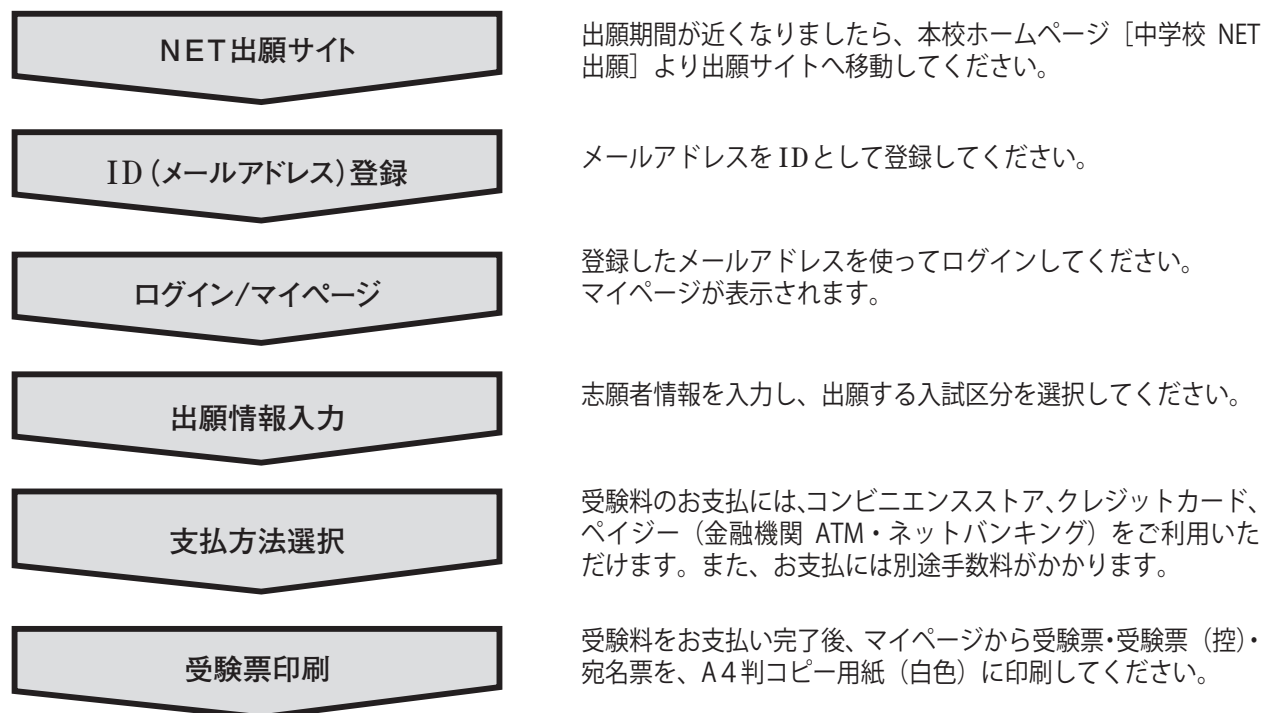 NET出願サイト
出願期間が近くなりましたら、本校ホームページ［中学校 NET
出願］より出願サイトへ移動してください。
ID（メールアドレス）登録
メールアドレスを ID として登録してください。
ログイン/マイページ
登録したメールアドレスを使ってログインしてください。
マイページが表示されます。
出願情報入力
志願者情報を入力し、出願する入試区分を選択してください。
支払方法選択
受験料のお支払には、コンビニエンスストア、クレジットカード、
ペイジー（金融機関 ATM・ネットバンキング）をご利用いた
だけます。また、お支払には別途手数料がかかります。
受験票印刷
受験料をお支払い完了後、マイページから受験票・受験票（控）・
宛名票を、A４判コピー用紙（白色）に印刷してください。